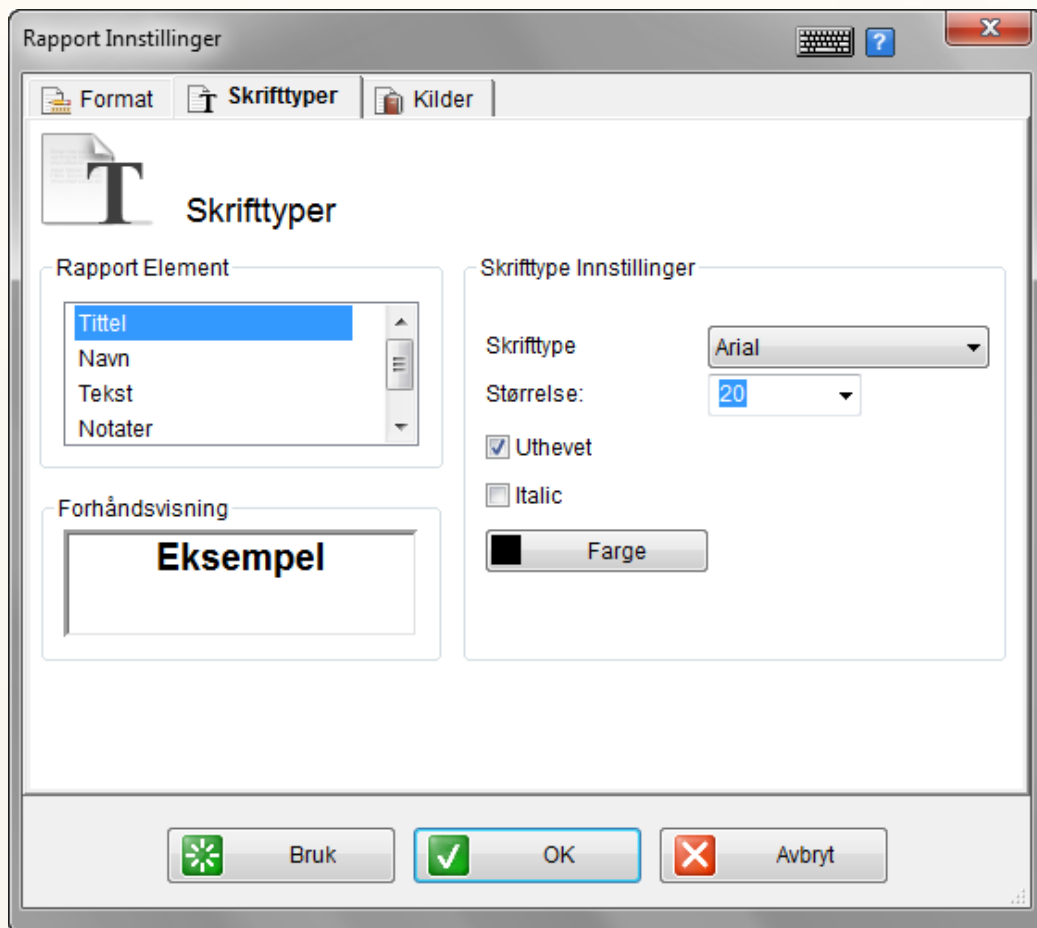 Rapport Innstillinger
?
Format
Skrifttyper
Kilder
T
Skrifttyper
Rapport Element
Tittel
Navn
Tekst
Notater
Forhåndsvisning
Eksempel
Skrifttype Innstillinger
Skrifttype
Arial
Størrelse:
20
Uthevet
Italic
Farge
Bruk
OK
Avbryt